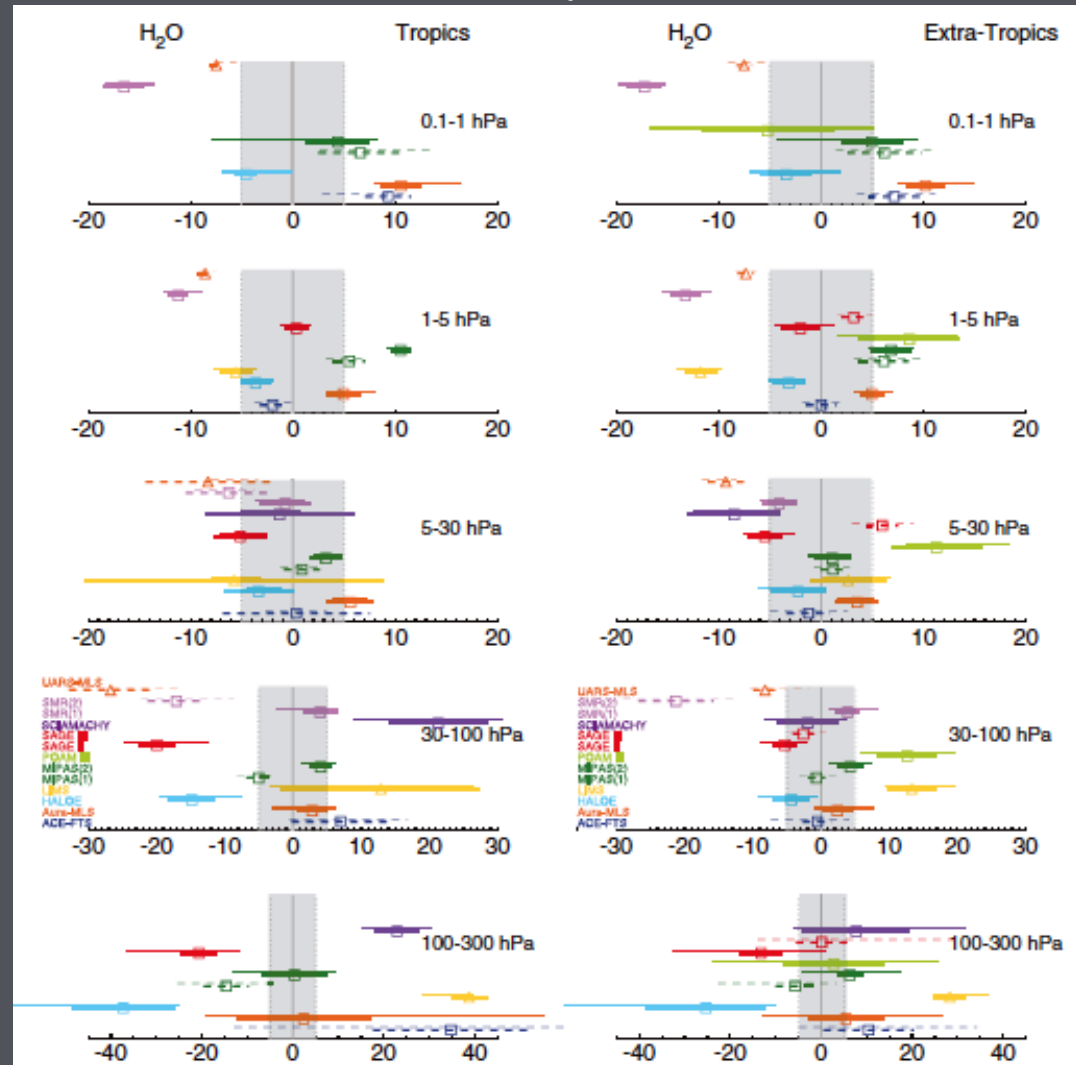 H2O Tropics
0.1-1 hPa
-20 -10 0 10 20
1-5 hPa
-20 -10 0 10 20
5-30 hPa
-20 -10 0 10 20
UARS-MLS
SMR(2)
SMR(1)
SCIAMACHY
SAGE
SAGE
POAM
MIPAS(2)
MIPAS(1)
LIMS
HALOE
Aura-MLS
ACE-FTS
30-100 hPa
-30 -20 -10 0 10 20 30
100-300 hPa
-40 -20 0 20 40
H2O Extra-Tropics
0.1-1 hPa
-20 -10 0 10 20
1-5 hPa
-20 -10 0 10 20
5-30 hPa
-20 -10 0 10 20
UARS-MLS
SMR(2)
SMR(1)
SCIAMACHY
SAGE
SAGE
POAM
MIPAS(2)
MIPAS(1)
LIMS
HALOE
Aura-MLS
ACE-FTS
30-100 hPa
-30 -20 -10 0 10 20 30
100-300 hPa
-40 -20 0 20 40